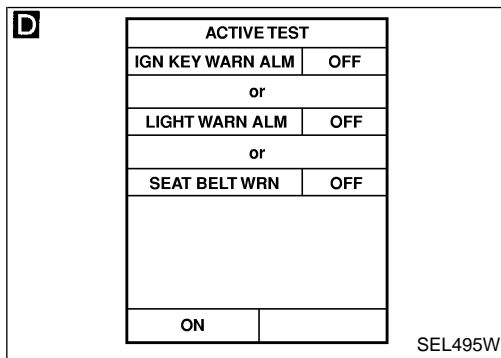 D
ACTIVE TEST
IGN KEY WARN ALM OFF
or
LIGHT WARN ALM OFF
or
SEAT BELT WRN OFF
ON
SEL495W